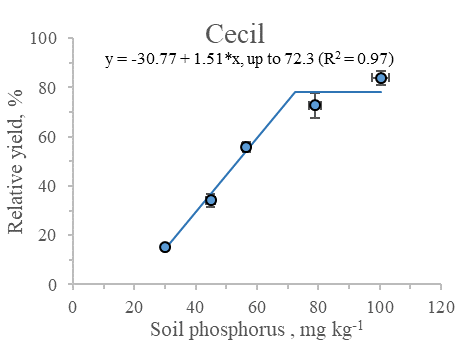 Cecil
y = -30.77 + 1.51*x, up to 72.3 (R² = 0.97)
100
80
60
40
20
0
Relative yield, %
0 20 40 60 80 100 120
Soil phosphorus , mg kg⁻¹